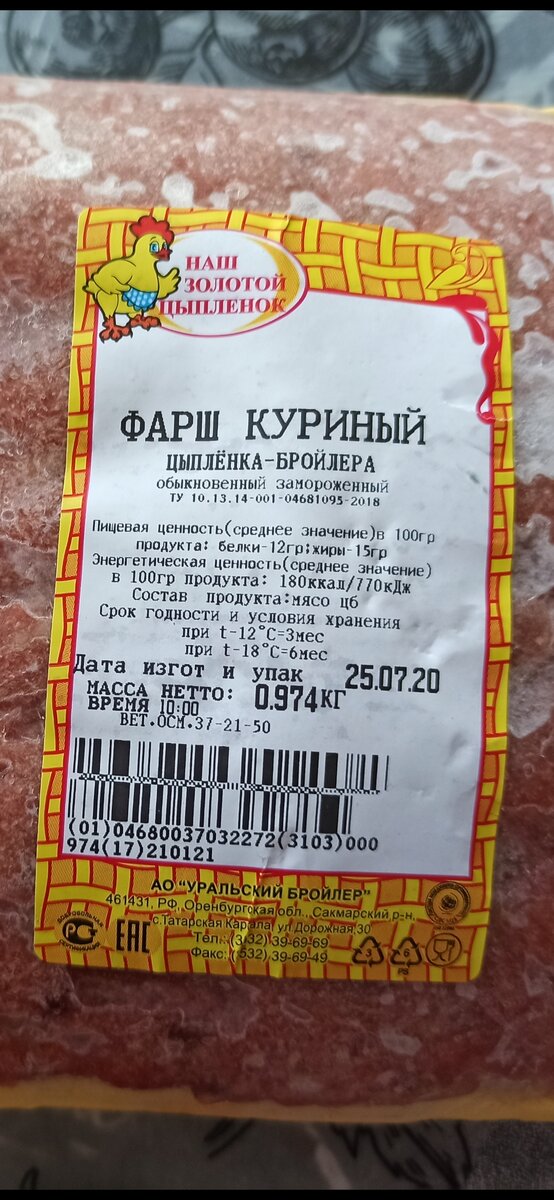 НАШ
ЗОЛОТОЙ
ЦЫПЛЕНОК
ФАРШ КУРИНЫЙ
ЦЫПЛЁНКА-БРОЙЛЕРА
обыкновенный замороженный
ТУ 10.13.14-001-04681095-2018
Пищевая ценность(среднее значение)в 100гр
продукта: белки-12гр;жиры-15гр
Энергетическая ценность(среднее значение)
в 100гр продукта: 180ккал/770кДж
Состав продукта:мясо цб
Срок годности и условия хранения
при t-12°C=3мес
при t-18°C=6мес
Дата изгот и упак 25.07.20
МАССА НЕТТО: 0.974кг
ВРЕМЯ 10:00
ВЕТ.ОСМ.37-21-50
(01)04680037032272(3103)000
974(17)210121
АО "УРАЛЬСКИЙ БРОЙЛЕР"
461431, РФ, Оренбургская обл., Сакмарский р-н,
с.Татарская Каргала, ул.Дорожная,30
Тел.: (3532) 39-69-69
Факс: (3532) 39-69-49
ДОБРОВОЛЬНАЯ
РСТ
СЕРТИФИКАЦИЯ
ЕАС
PS